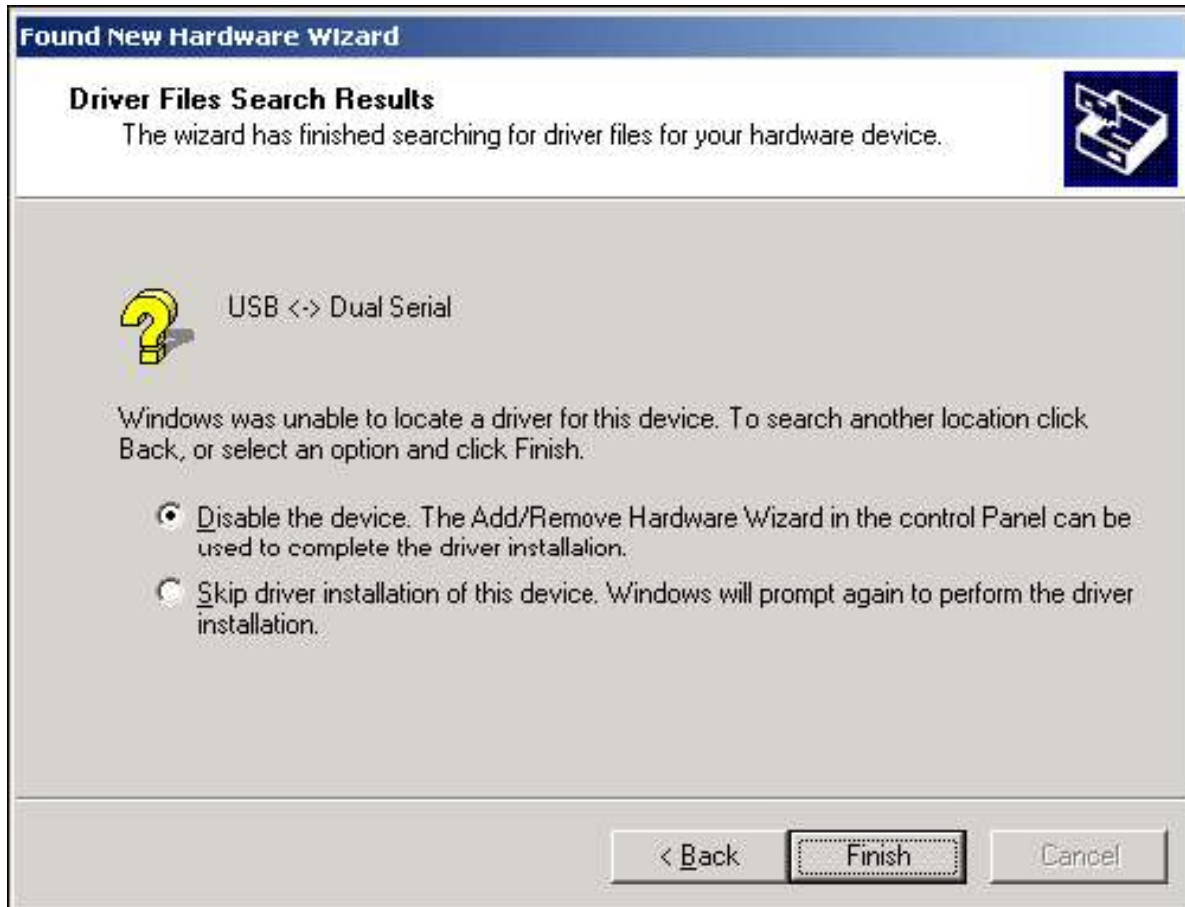 Found New Hardware Wizard
Driver Files Search Results
The wizard has finished searching for driver files for your hardware device.
USB <-> Dual Serial
Windows was unable to locate a driver for this device. To search another location click
Back, or select an option and click Finish.
Disable the device. The Add/Remove Hardware Wizard in the control Panel can be
used to complete the driver installation.
Skip driver installation of this device. Windows will prompt again to perform the driver
installation.
< Back
Finish
Cancel